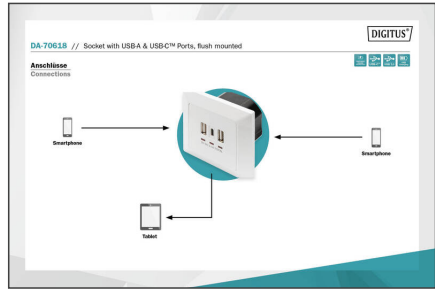 DIGITUS®
DA-70618 // Socket with USB-A & USB-C™ Ports, flush mounted
Anschlüsse
Connections
Smartphone
Smartphone
Tablet